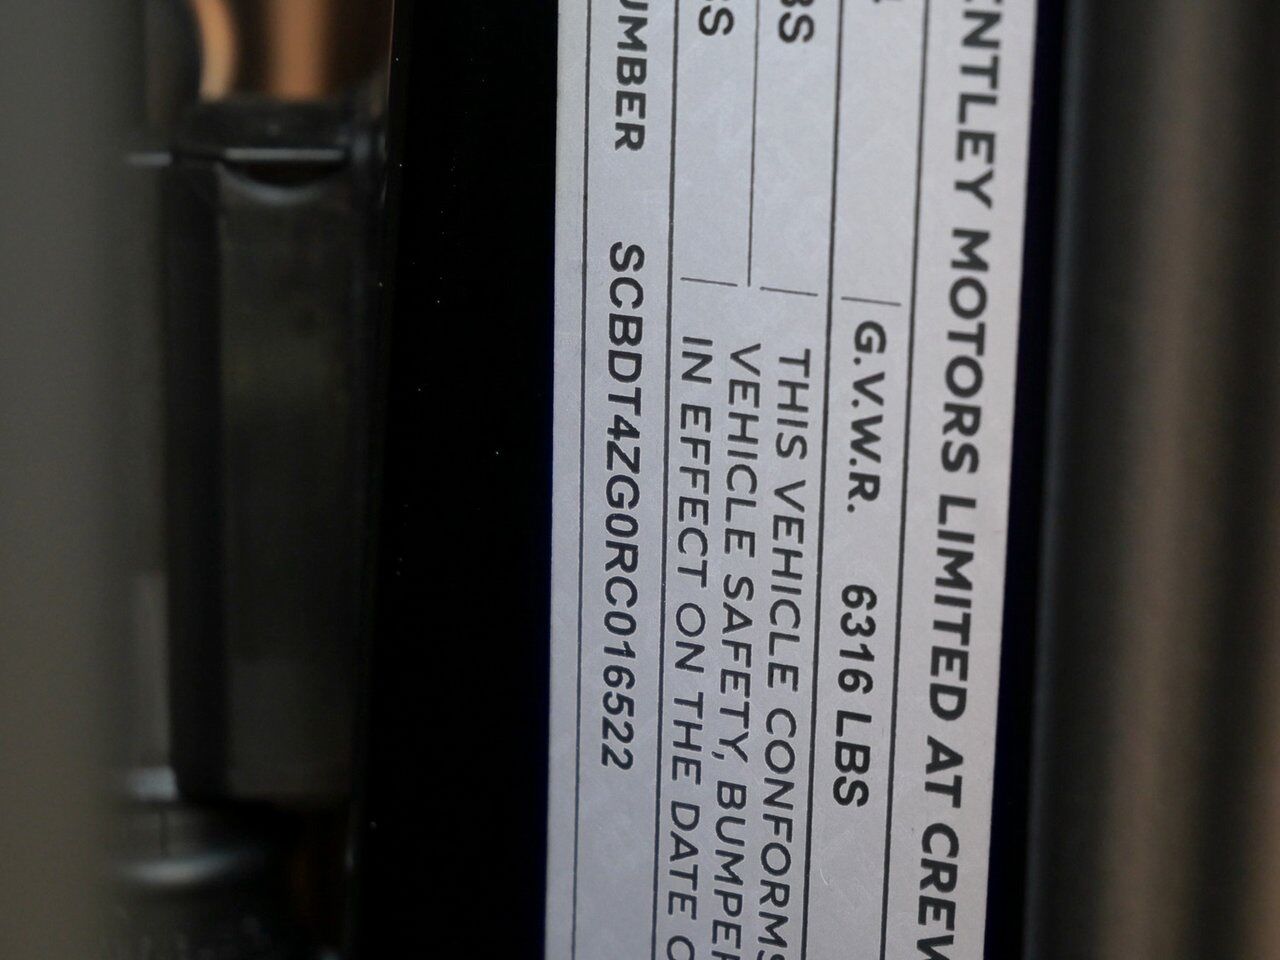 ENTLEY MOTORS LIMITED AT CREW
G.V.W.R. 6316 LBS
BS
THIS VEHICLE CONFORMS
VEHICLE SAFETY, BUMPER
GS
IN EFFECT ON THE DATE O
UMBER SCBDT4ZG0RC016522